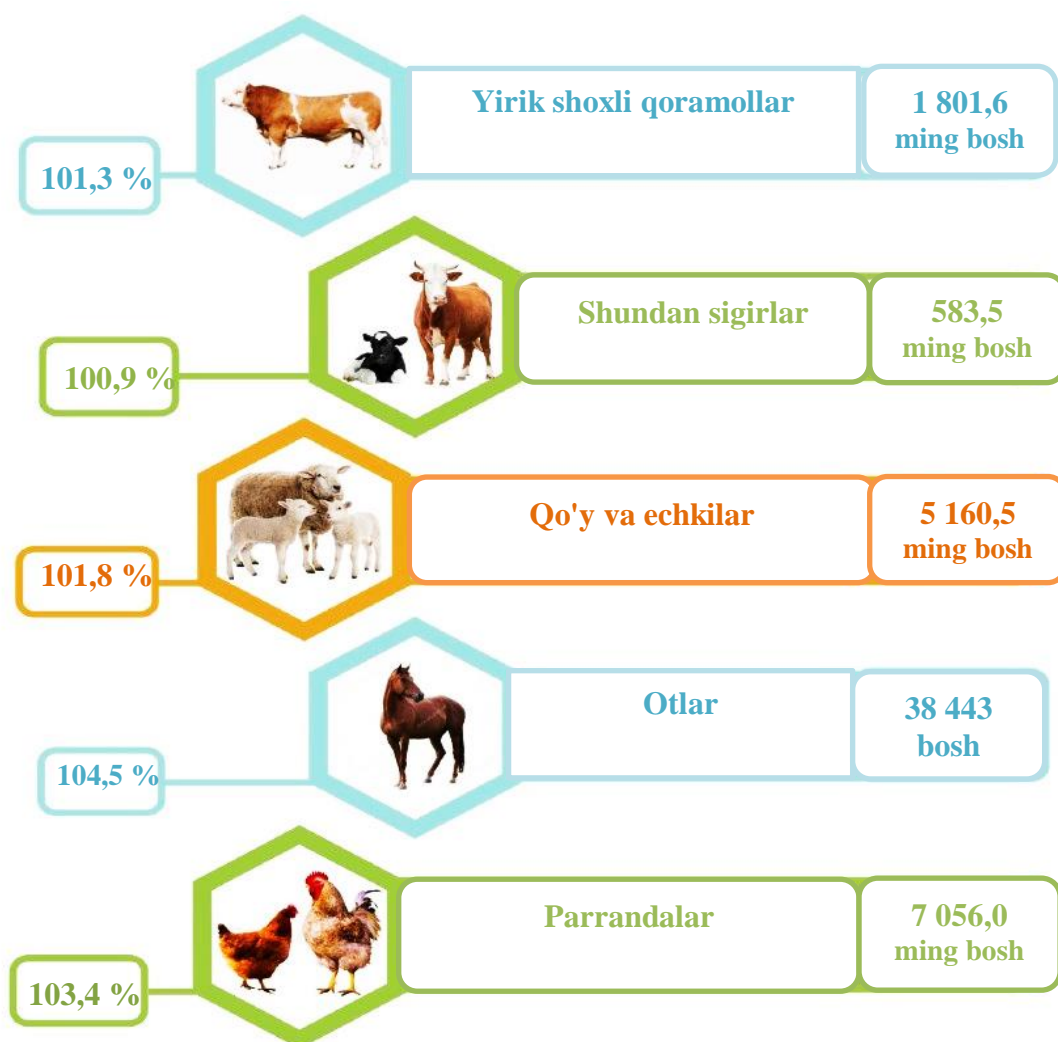 Yirik shoxli qoramollar
1 801,6
ming bosh
101,3 %
Shundan sigirlar
583,5
ming bosh
100,9 %
Qo'y va echkilar
5 160,5
ming bosh
101,8 %
Otlar
38 443
bosh
104,5 %
Parrandalar
7 056,0
ming bosh
103,4 %